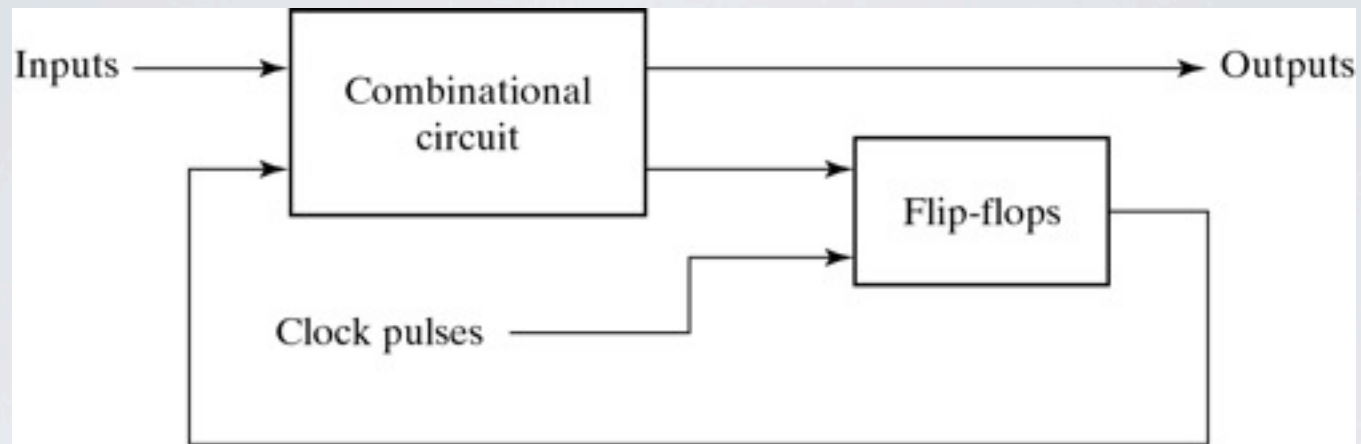 Inputs
Combinational
circuit
Outputs
Flip-flops
Clock pulses